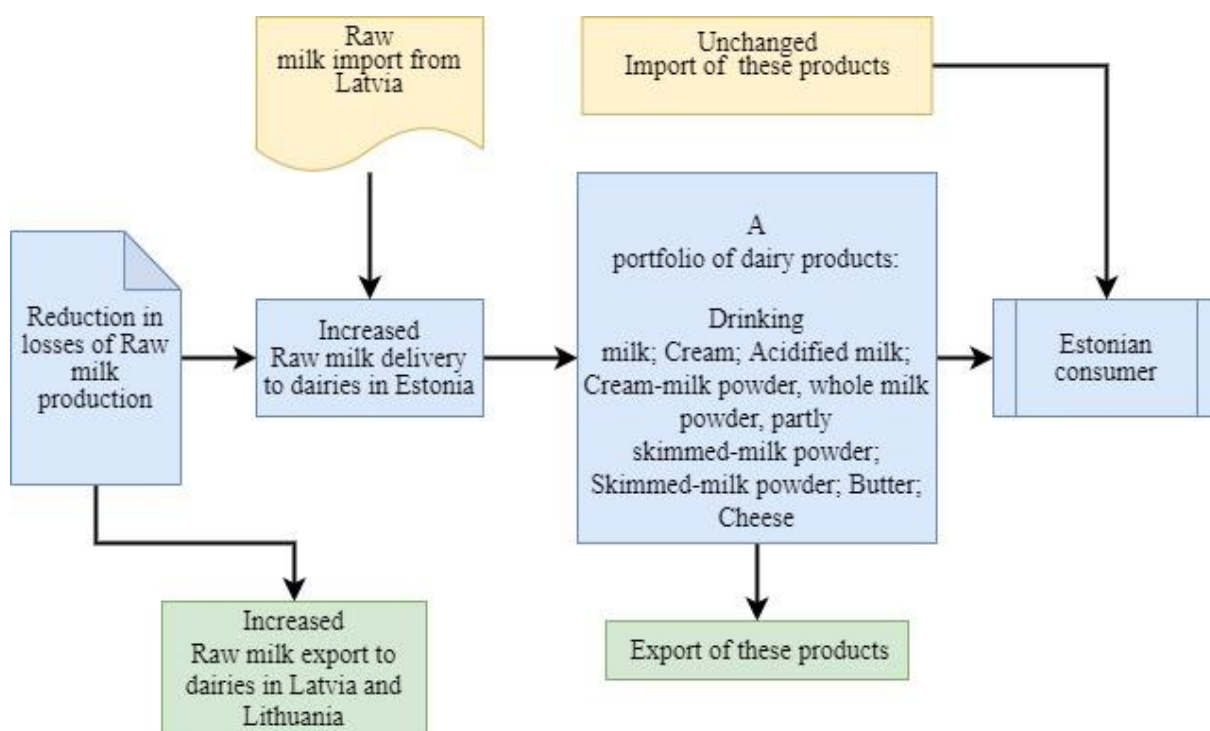 Raw
milk import from
Latvia
Unchanged
Import of these products
Reduction in
losses of Raw
milk
production
Increased
Raw milk delivery
to dairies in Estonia
A
portfolio of dairy products:
Drinking
milk; Cream; Acidified milk;
Cream-milk powder, whole milk
powder, partly
skimmed-milk powder;
Skimmed-milk powder; Butter;
Cheese
Estonian
consumer
Increased
Raw milk export to
dairies in Latvia and
Lithuania
Export of these products